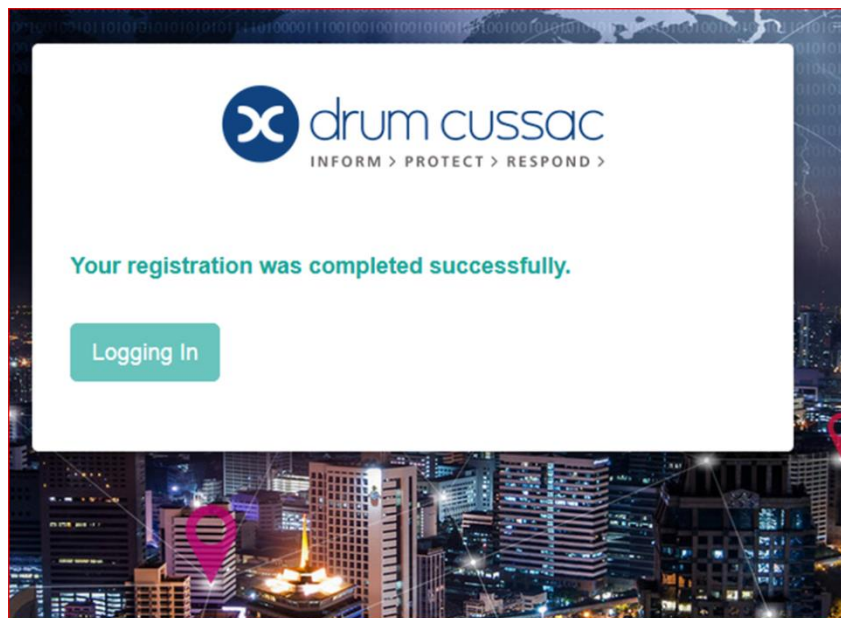 drum cussac
INFORM > PROTECT > RESPOND >
Your registration was completed successfully.
Logging In